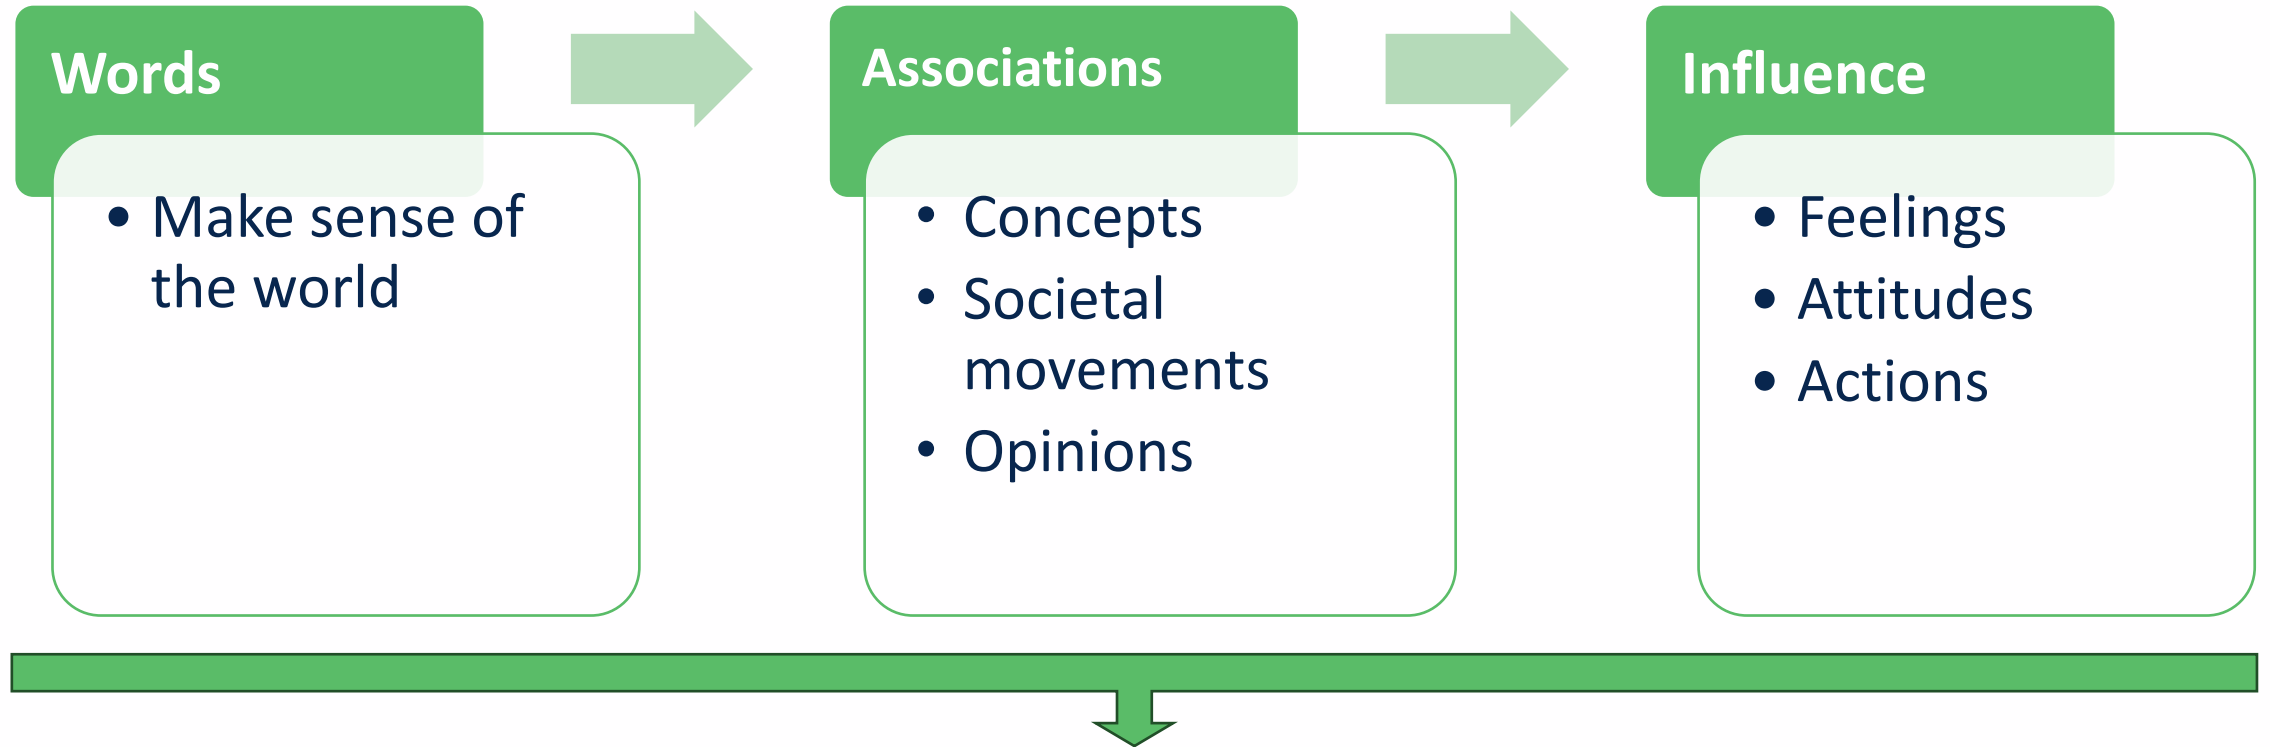 Words
• Make sense of
the world
Associations
• Concepts
• Societal
movements
• Opinions
Influence
• Feelings
• Attitudes
• Actions